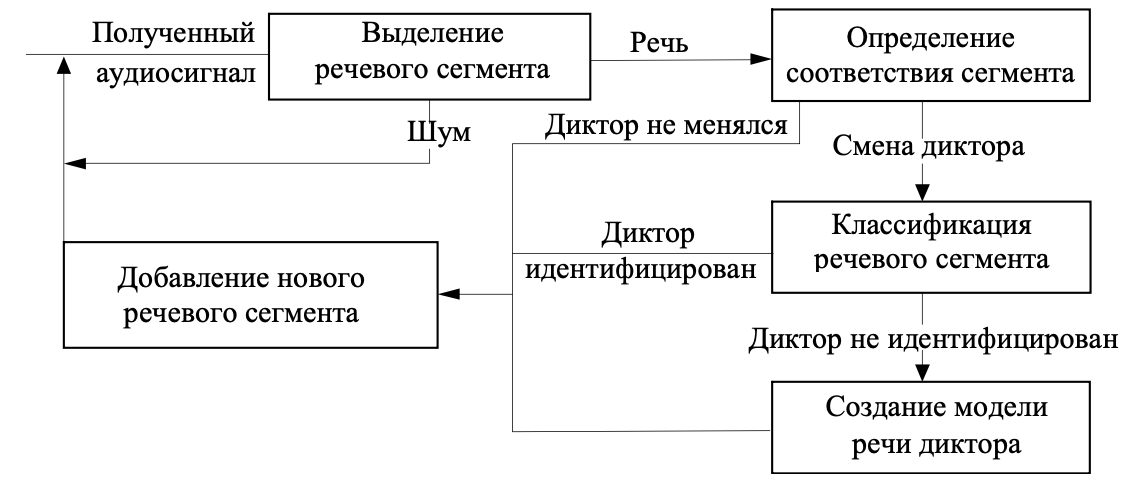 Полученный
аудиосигнал
Выделение
речевого сегмента
Речь
Определение
соответствия сегмента
Шум
Диктор не менялся
Смена диктора
Диктор
идентифицирован
Классификация
речевого сегмента
Добавление нового
речевого сегмента
Диктор не идентифицирован
Создание модели
речи диктора